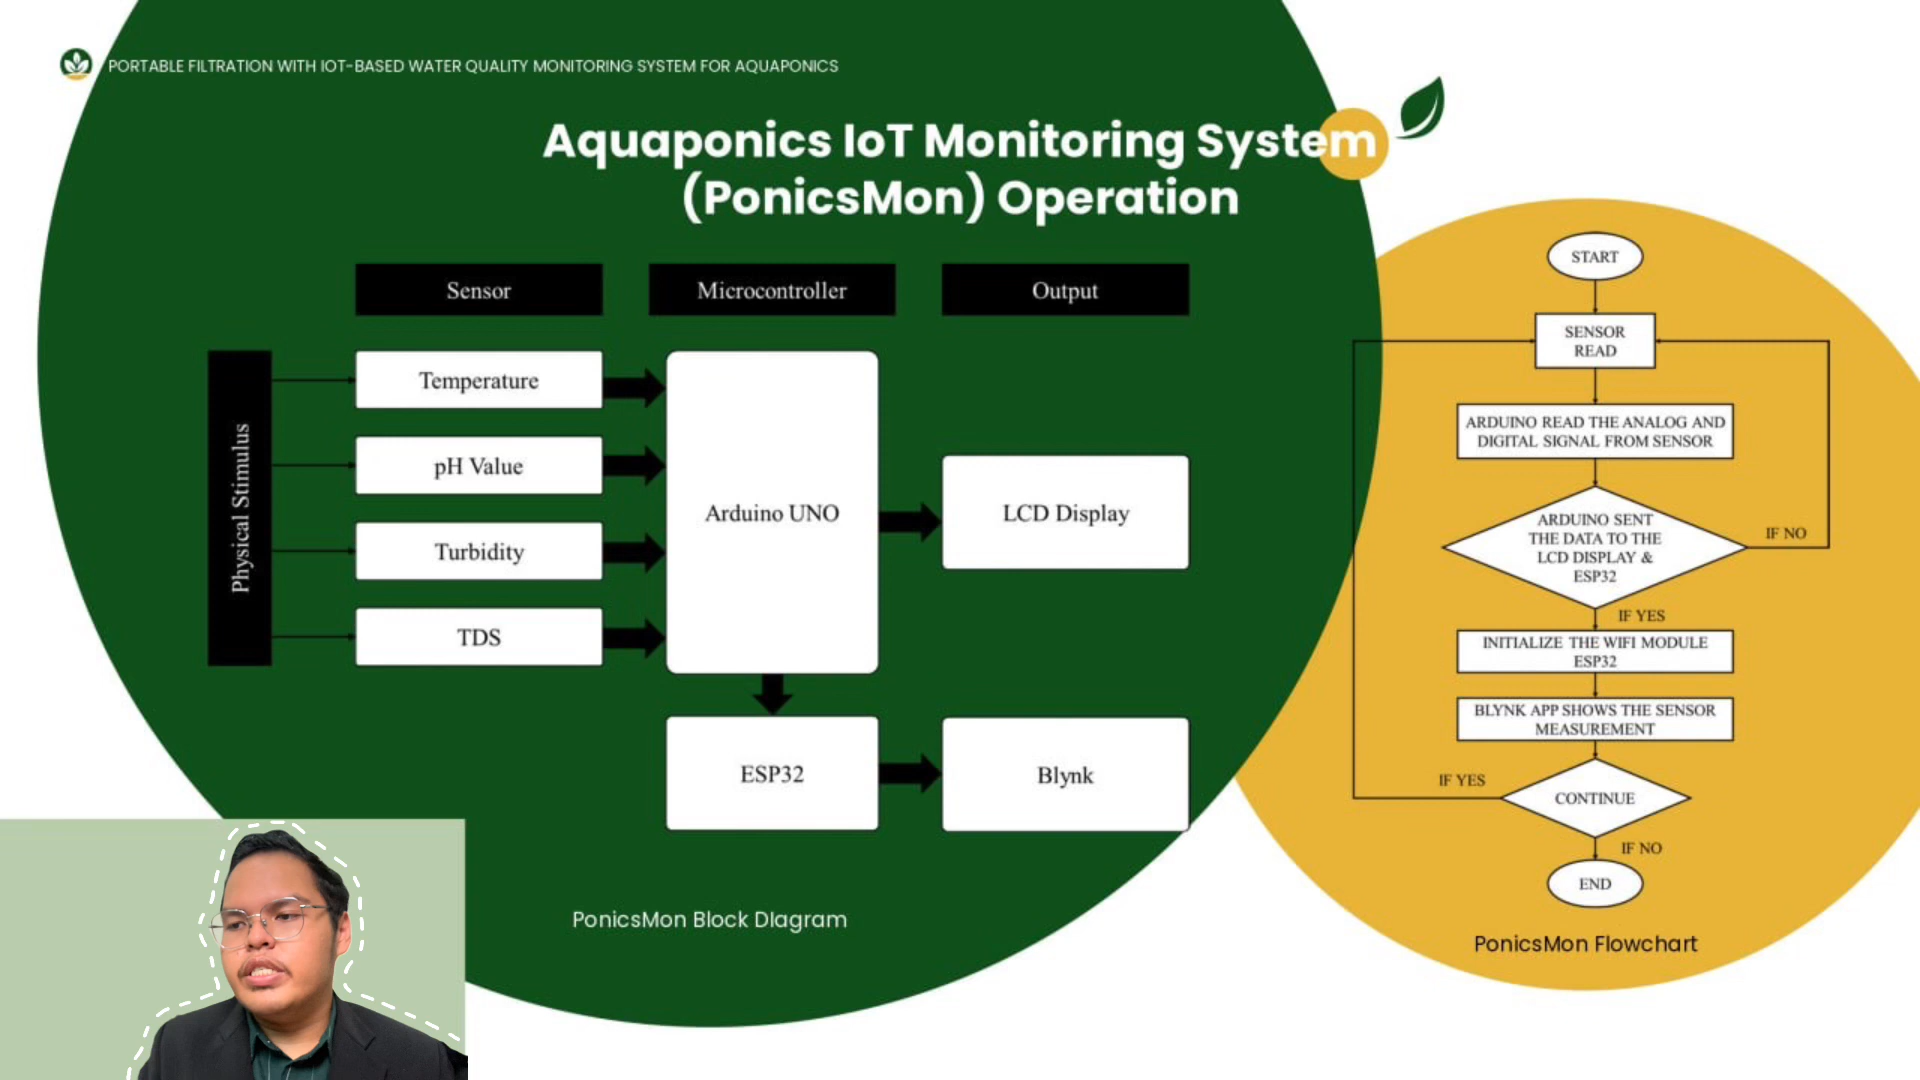 PORTABLE FILTRATION WITH IOT-BASED WATER QUALITY MONITORING SYSTEM FOR AQUAPONICS
Aquaponics IoT Monitoring System
(PonicsMon) Operation
Sensor
Microcontroller
Output
Physical Stimulus
Temperature
pH Value
Turbidity
TDS
Arduino UNO
LCD Display
ESP32
Blynk
PonicsMon Block DIagram
START
SENSOR
READ
ARDUINO READ THE ANALOG AND
DIGITAL SIGNAL FROM SENSOR
ARDUINO SENT
THE DATA TO THE
LCD DISPLAY &
ESP32
IF NO
IF YES
INITIALIZE THE WIFI MODULE
ESP32
BLYNK APP SHOWS THE SENSOR
MEASUREMENT
IF YES
CONTINUE
IF NO
END
PonicsMon Flowchart